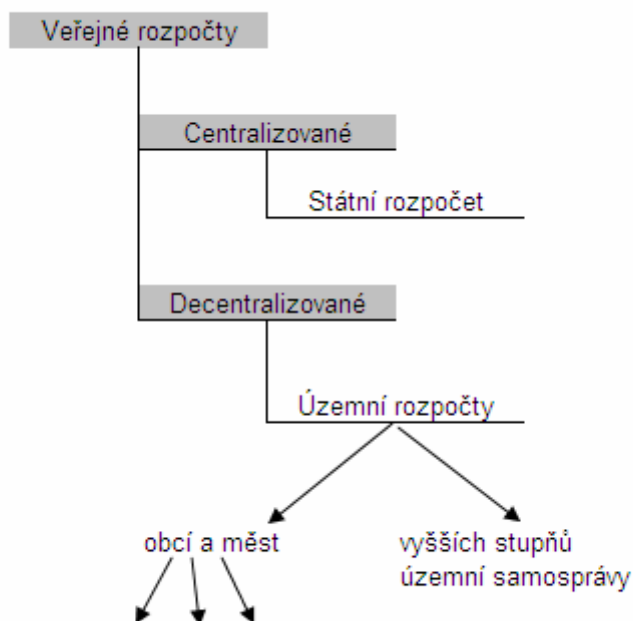 Veřejné rozpočty
Centralizované
Státní rozpočet
Decentralizované
Územní rozpočty
obcí a měst
vyšších stupňů
územní samosprávy